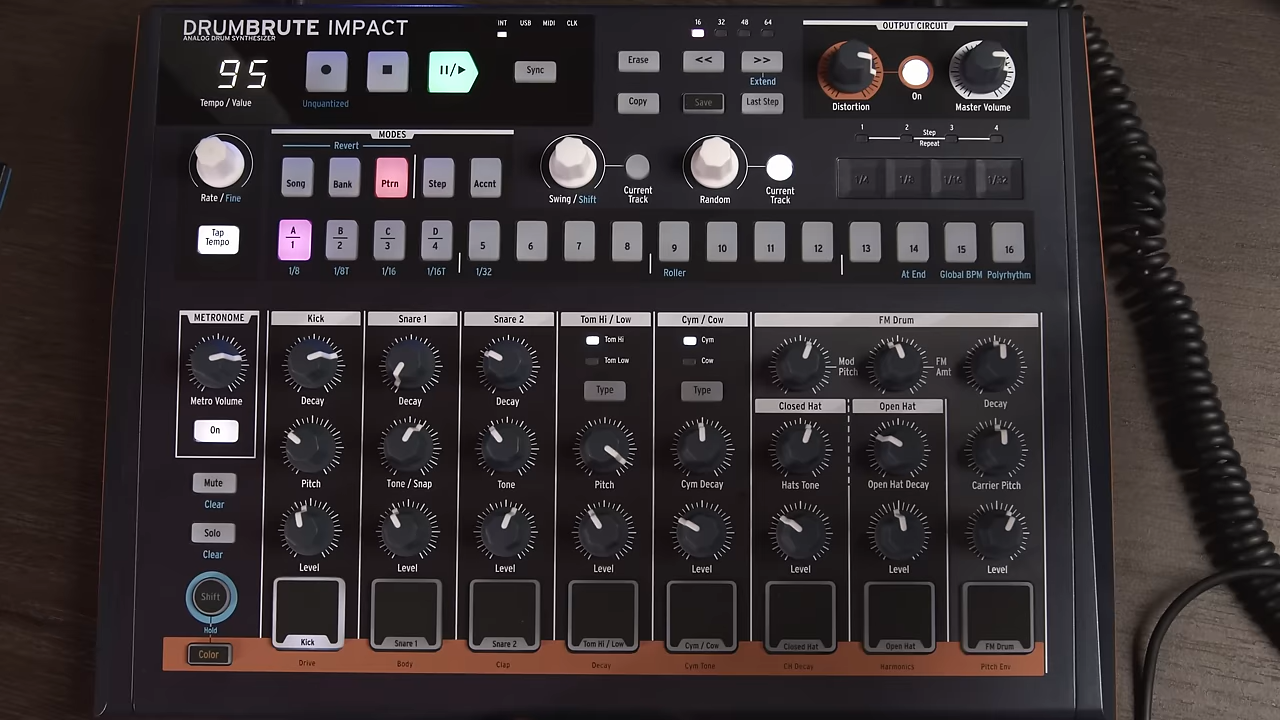 DRUMBRUTE IMPACT
ANALOG DRUM SYNTHESIZER
INT USB MIDI CLK
16 32 48 64
OUTPUT CIRCUIT
95
Tempo / Value
Unquantized
Sync
Erase << >>
Extend
Copy Save Last Step
Distortion On Master Volume
MODES
Revert
1 2 3 4
Step
Repeat
1/4 1/8 1/16 1/32
Song Bank Ptrn Step Accnt
Rate / Fine
Swing / Shift
Current
Track
Random
Current
Track
Tap
Tempo
A
1
B
2
C
3
D
4
5 6 7 8 9 10 11 12 13 14 15 16
1/8 1/8T 1/16 1/16T 1/32 Roller At End Global BPM Polyrhythm
METRONOME Kick Snare 1 Snare 2 Tom Hi / Low Cym / Cow FM Drum
Tom Hi Cym
Tom Low Cow
Mod
Pitch
FM
Amt
Type Type
Metro Volume Decay Decay Decay Decay
Closed Hat Open Hat
On
Pitch Tone / Snap Tone Pitch Cym Decay Hats Tone Open Hat Decay Carrier Pitch
Mute
Clear
Solo
Clear
Level Level Level Level Level Level Level Level
Shift
Hold
Kick Snare 1 Snare 2 Tom Hi / Low Cym / Cow Closed Hat Open Hat FM Drum
Color
Drive Body Clap Decay Cym Tone CH Decay Harmonics Pitch Env